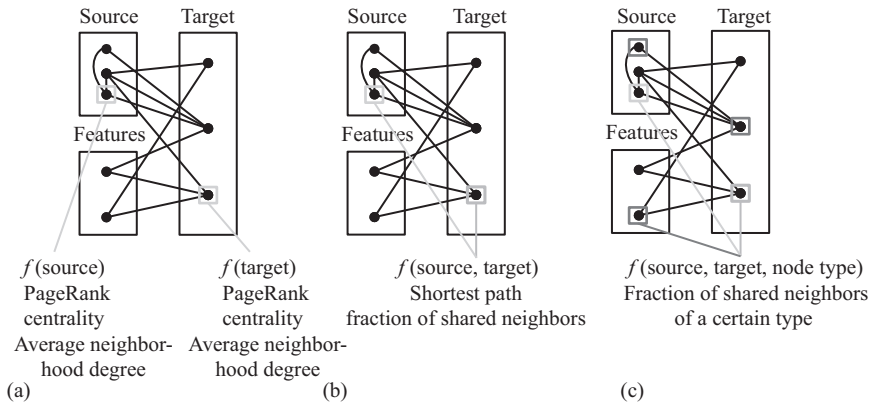 Source Target
Features
f (source)
PageRank
centrality
Average neighbor-
hood degree
f (target)
PageRank
centrality
Average neighbor-
hood degree
(a)
Source Target
Features
f (source, target)
Shortest path
fraction of shared neighbors
(b)
Source Target
Features
f (source, target, node type)
Fraction of shared neighbors
of a certain type
(c)